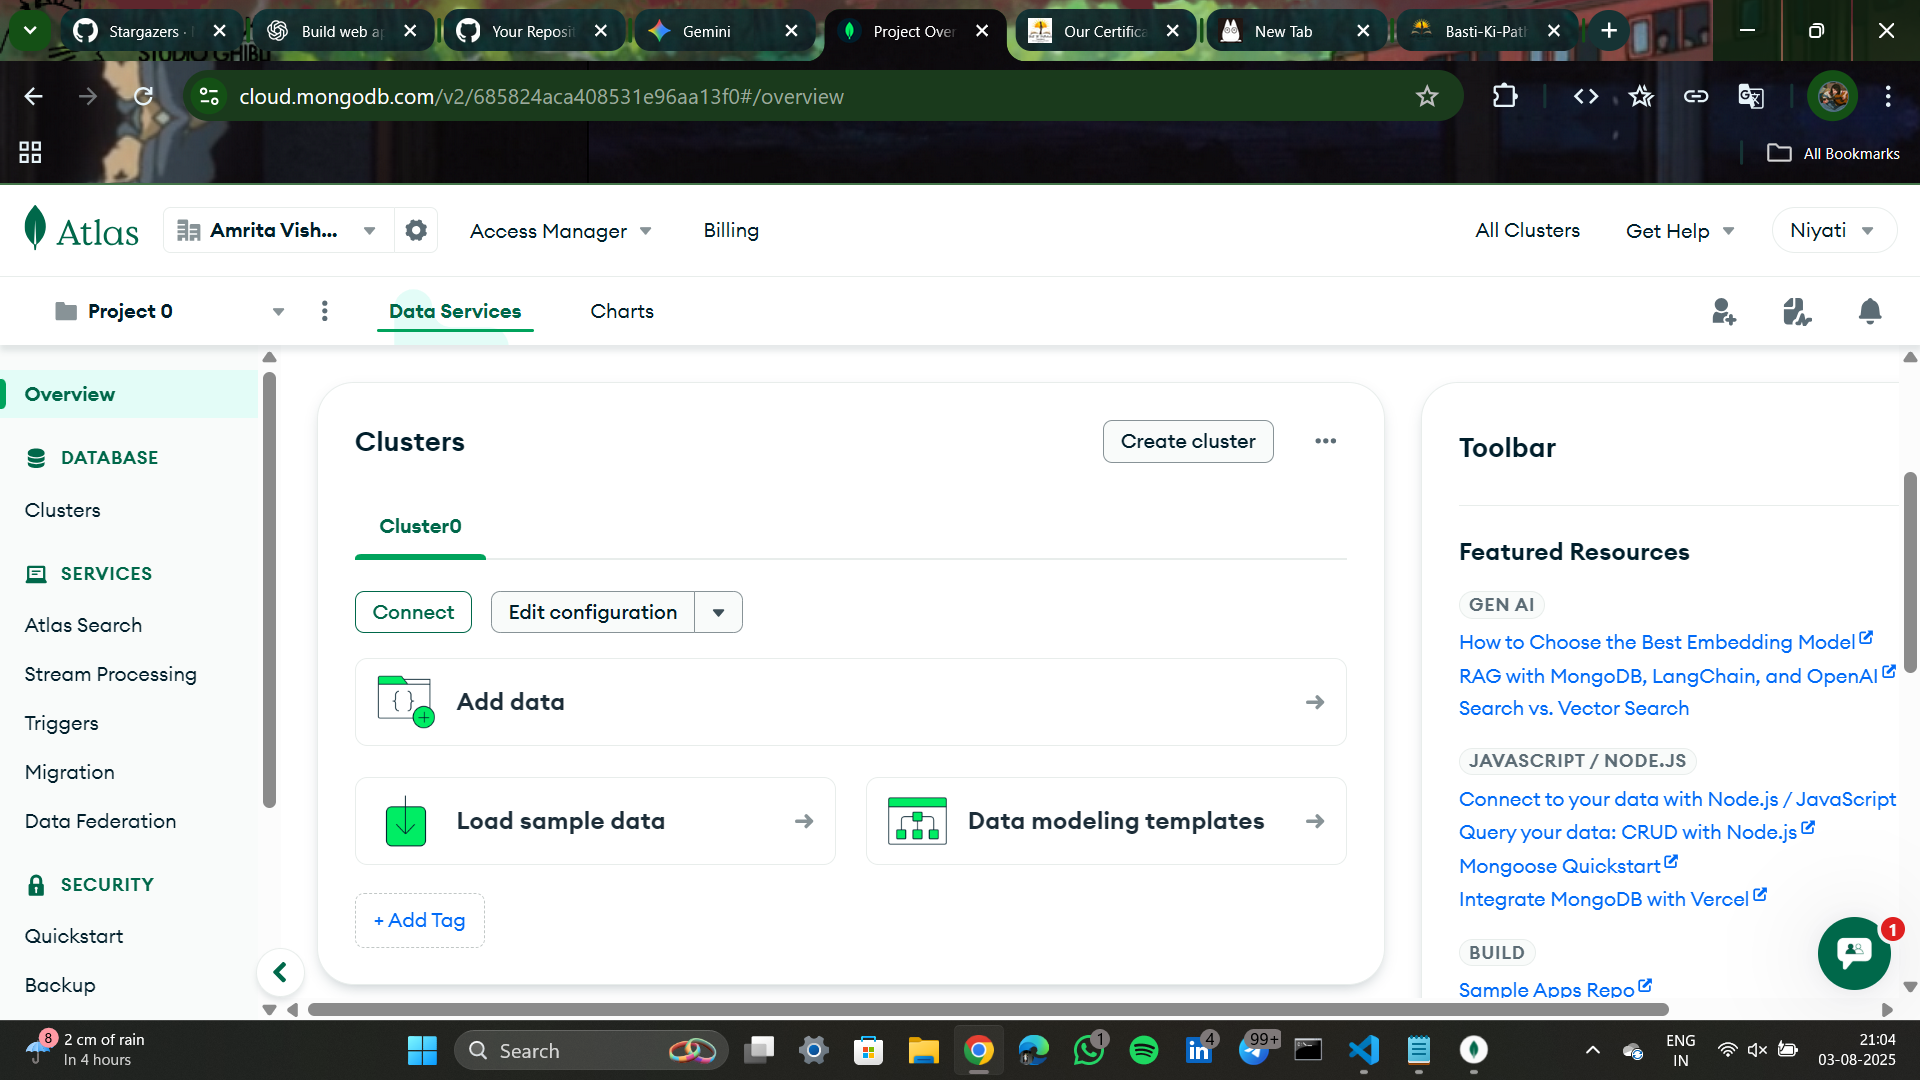 Stargazers ·
Build web a
Your Reposit
Gemini
Project Over
Our Certifica
New Tab
Basti-Ki-Path
STUDIO GHIBLI
cloud.mongodb.com/v2/685824aca408531e96aa13f0#/overview
All Bookmarks
Atlas
Amrita Vish...
Access Manager
Billing
All Clusters
Get Help
Niyati
Project 0
Data Services
Charts
Overview
DATABASE
Clusters
SERVICES
Atlas Search
Stream Processing
Triggers
Migration
Data Federation
SECURITY
Quickstart
Backup
Clusters
Create cluster
Cluster0
Connect
Edit configuration
Add data
Load sample data
Data modeling templates
+ Add Tag
Toolbar
Featured Resources
GEN AI
How to Choose the Best Embedding Model
RAG with MongoDB, LangChain, and OpenAI
Search vs. Vector Search
JAVASCRIPT / NODE.JS
Connect to your data with Node.js / JavaScript
Query your data: CRUD with Node.js
Mongoose Quickstart
Integrate MongoDB with Vercel
BUILD
Sample Apps Repo
1
8
2 cm of rain
In 4 hours
Search
1
4
99+
ENG
IN
21:04
03-08-2025